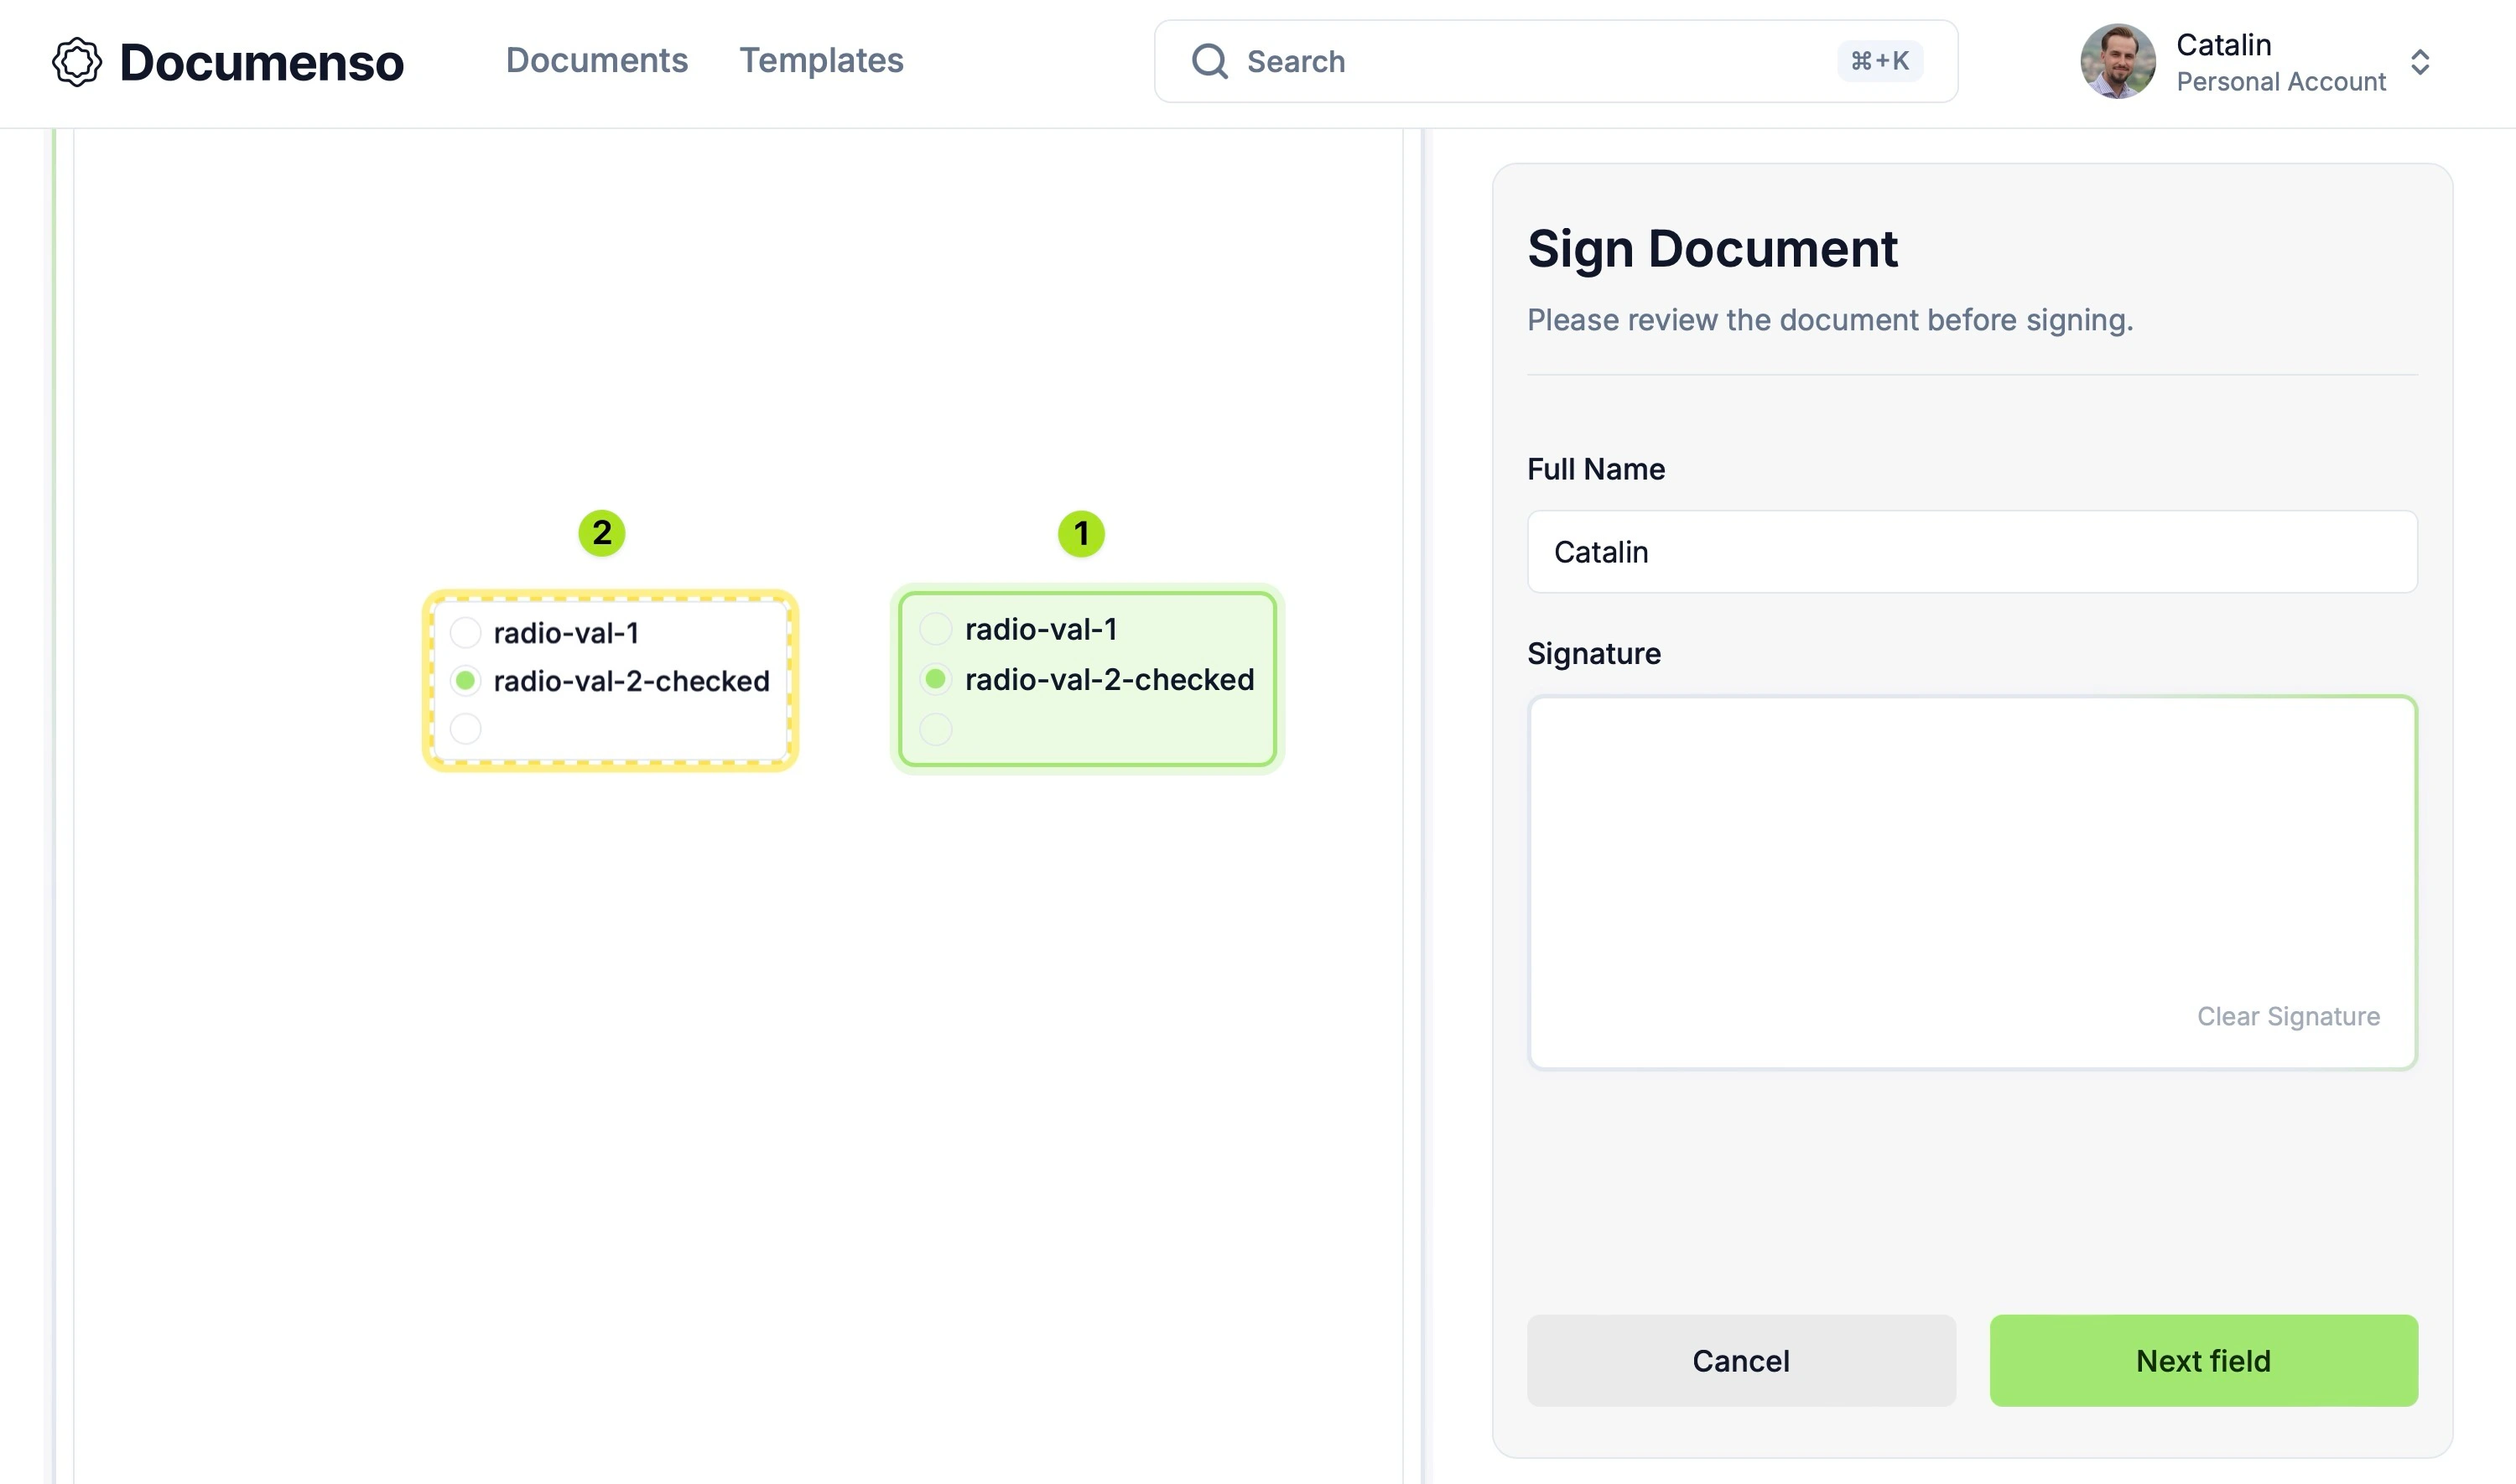 Documenso
Documents
Templates
Search
⌘+K
Catalin
Personal Account
2
radio-val-1
radio-val-2-checked
1
radio-val-1
radio-val-2-checked
Sign Document
Please review the document before signing.
Full Name
Catalin
Signature
Clear Signature
Cancel
Next field